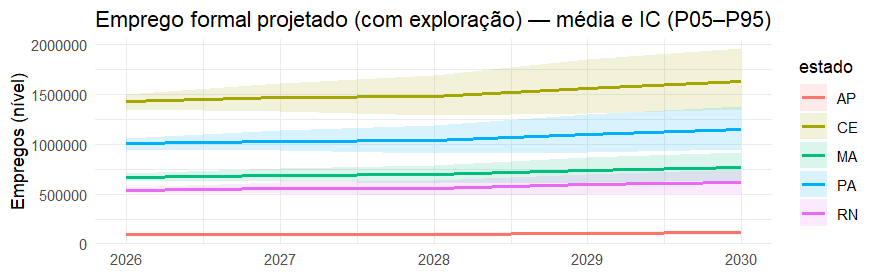 Emprego formal projetado (com exploração) — média e IC (P05–P95)
Empregos (nível)
2000000
1500000
1000000
500000
0
2026
2027
2028
2029
2030
estado
AP
CE
MA
PA
RN